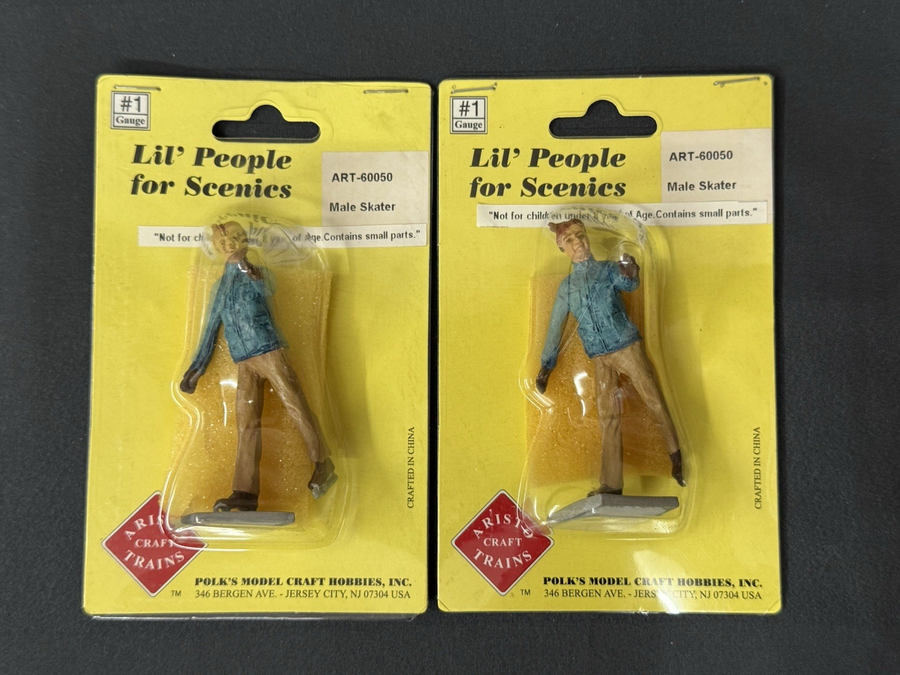 #1
Gauge
Lil' People
for Scenics
ART-60050
Male Skater
"Not for of Age.Contains small parts."
CRAFTED IN CHINA
ARIS
CRAFT
TRAINS
TM
POLK'S MODEL CRAFT HOBBIES, INC.
346 BERGEN AVE. - JERSEY CITY, NJ 07304 USA
#1
Gauge
Lil' People
for Scenics
ART-60050
Male Skater
"Not for children under of Age.Contains small parts."
CRAFTED IN CHINA
ARISTO
CRAFT
TRAINS
TM
POLK'S MODEL CRAFT HOBBIES, INC.
346 BERGEN AVE. - JERSEY CITY, NJ 07304 USA